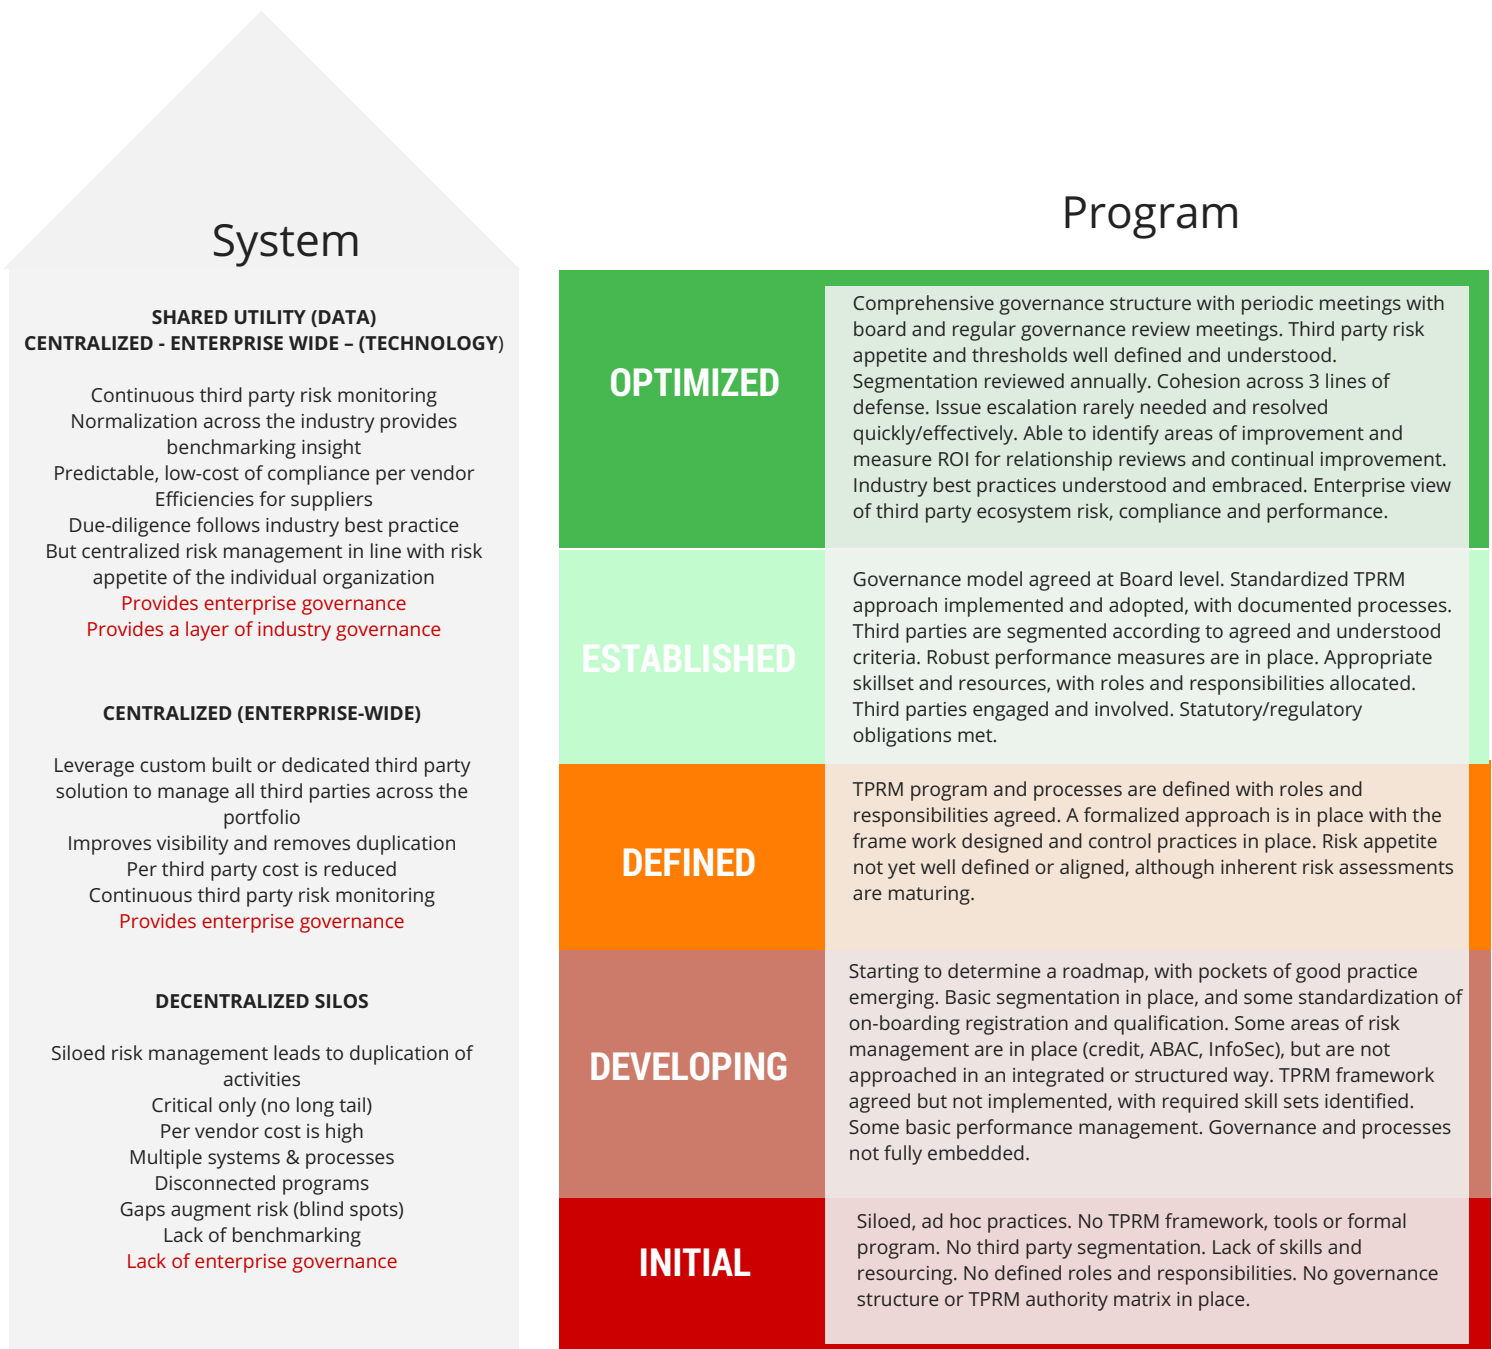 System
SHARED UTILITY (DATA)
CENTRALIZED - ENTERPRISE WIDE – (TECHNOLOGY)
Continuous third party risk monitoring
Normalization across the industry provides
benchmarking insight
Predictable, low-cost of compliance per vendor
Efficiencies for suppliers
Due-diligence follows industry best practice
But centralized risk management in line with risk
appetite of the individual organization
Provides enterprise governance
Provides a layer of industry governance
CENTRALIZED (ENTERPRISE-WIDE)
Leverage custom built or dedicated third party
solution to manage all third parties across the
portfolio
Improves visibility and removes duplication
Per third party cost is reduced
Continuous third party risk monitoring
Provides enterprise governance
DECENTRALIZED SILOS
Siloed risk management leads to duplication of
activities
Critical only (no long tail)
Per vendor cost is high
Multiple systems & processes
Disconnected programs
Gaps augment risk (blind spots)
Lack of benchmarking
Lack of enterprise governance
Program
OPTIMIZED
Comprehensive governance structure with periodic meetings with
board and regular governance review meetings. Third party risk
appetite and thresholds well defined and understood.
Segmentation reviewed annually. Cohesion across 3 lines of
defense. Issue escalation rarely needed and resolved
quickly/effectively. Able to identify areas of improvement and
measure ROI for relationship reviews and continual improvement.
Industry best practices understood and embraced. Enterprise view
of third party ecosystem risk, compliance and performance.
ESTABLISHED
Governance model agreed at Board level. Standardized TPRM
approach implemented and adopted, with documented processes.
Third parties are segmented according to agreed and understood
criteria. Robust performance measures are in place. Appropriate
skillset and resources, with roles and responsibilities allocated.
Third parties engaged and involved. Statutory/regulatory
obligations met.
DEFINED
TPRM program and processes are defined with roles and
responsibilities agreed. A formalized approach is in place with the
frame work designed and control practices in place. Risk appetite
not yet well defined or aligned, although inherent risk assessments
are maturing.
DEVELOPING
Starting to determine a roadmap, with pockets of good practice
emerging. Basic segmentation in place, and some standardization of
on-boarding registration and qualification. Some areas of risk
management are in place (credit, ABAC, InfoSec), but are not
approached in an integrated or structured way. TPRM framework
agreed but not implemented, with required skill sets identified.
Some basic performance management. Governance and processes
not fully embedded.
INITIAL
Siloed, ad hoc practices. No TPRM framework, tools or formal
program. No third party segmentation. Lack of skills and
resourcing. No defined roles and responsibilities. No governance
structure or TPRM authority matrix in place.